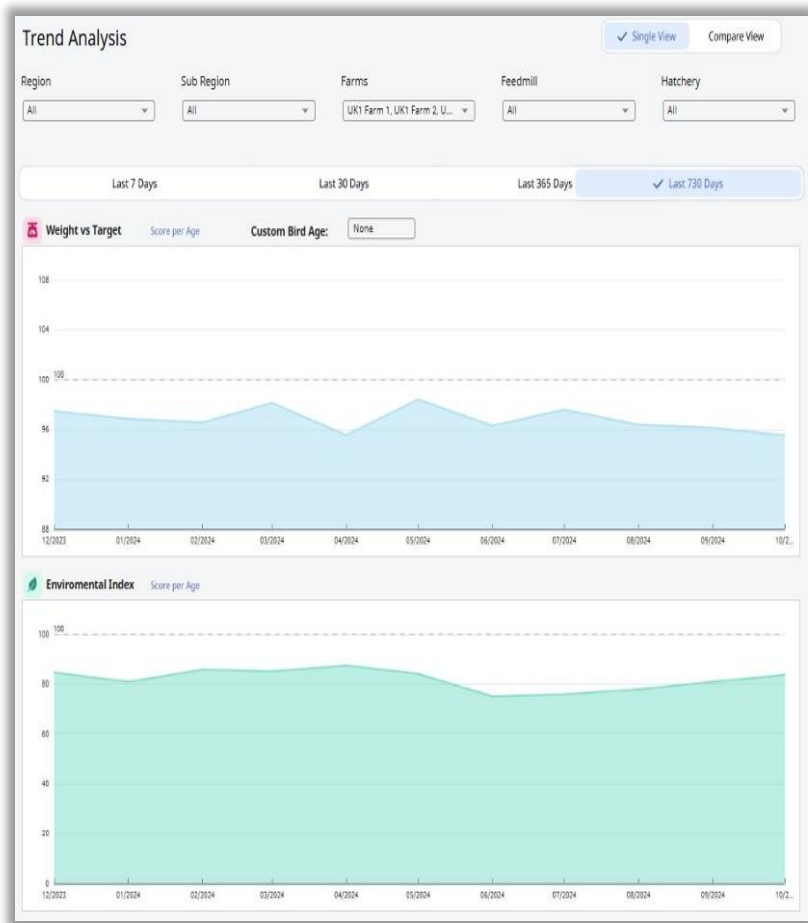 Trend Analysis
Single View Compare View
Region Sub Region Farms Feedmill Hatchery
All All UK1 Farm 1, UK1 Farm 2, U... All All
Last 7 Days Last 30 Days Last 365 Days Last 730 Days
Weight vs Target Score per Age Custom Bird Age: None
108
104
100 100
96
92
88
12/2023 01/2024 02/2024 03/2024 04/2024 05/2024 06/2024 07/2024 08/2024 09/2024 10/2...
Enviromental Index Score per Age
100 100
80
60
40
20
0
12/2023 01/2024 02/2024 03/2024 04/2024 05/2024 06/2024 07/2024 08/2024 09/2024 10/2...